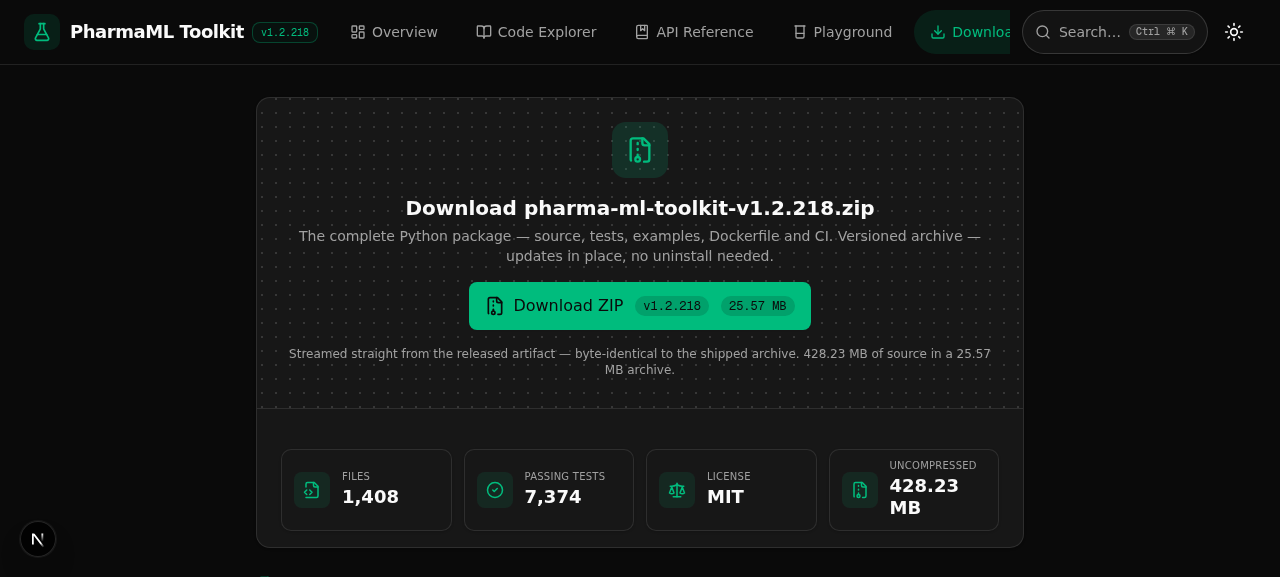 PharmaML Toolkit v1.2.218 Overview Code Explorer API Reference Playground Downloa Search... Ctrl ⌘ K
Download pharma-ml-toolkit-v1.2.218.zip
The complete Python package — source, tests, examples, Dockerfile and CI. Versioned archive —
updates in place, no uninstall needed.
Download ZIP v1.2.218 25.57 MB
Streamed straight from the released artifact — byte-identical to the shipped archive. 428.23 MB of source in a 25.57
MB archive.
FILES
1,408
PASSING TESTS
7,374
LICENSE
MIT
UNCOMPRESSED
428.23
MB
N